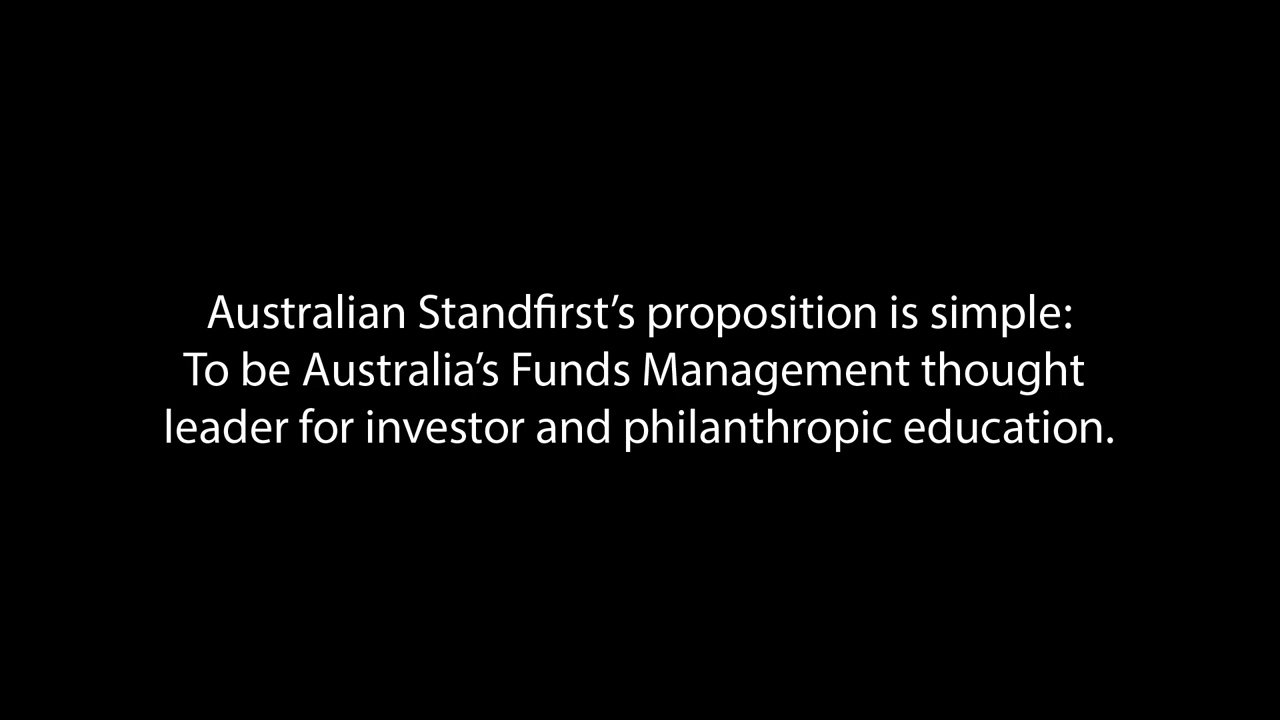 Australian Standfirst’s proposition is simple:
To be Australia’s Funds Management thought
leader for investor and philanthropic education.